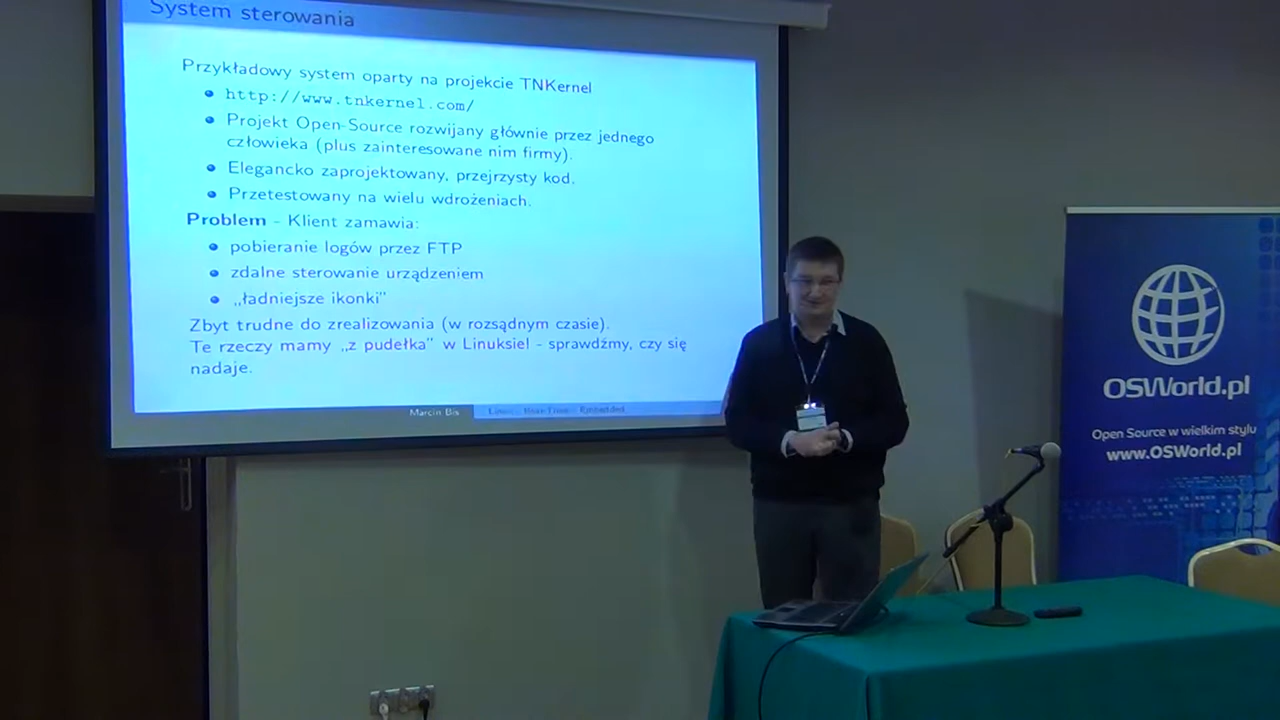 System sterowania
Przykładowy system oparty na projekcie TNKernel
http://www.tnkernel.com/
Projekt Open-Source rozwijany głównie przez jednego
człowieka (plus zainteresowane nim firmy).
Elegancko zaprojektowany, przejrzysty kod.
Przetestowany na wielu wdrożeniach.
Problem - Klient zamawia:
pobieranie logów przez FTP
zdalne sterowanie urządzeniem
„ładniejsze ikonki”
Zbyt trudne do zrealizowania (w rozsądnym czasie).
Te rzeczy mamy „z pudełka” w Linuksie! - sprawdźmy, czy się
nadaje.
Marcin Bis
Embedded
OSWorld.pl
Open Source w wielkim stylu
www.OSWorld.pl